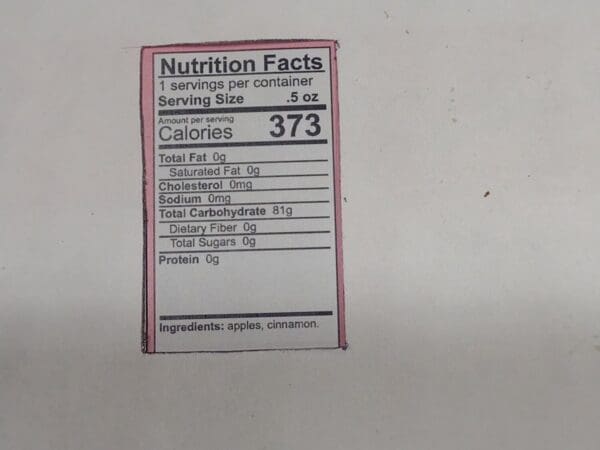 Nutrition Facts
1 servings per container
Serving Size .5 oz
Amount per serving
Calories 373
Total Fat 0g
Saturated Fat 0g
Cholesterol 0mg
Sodium 0mg
Total Carbohydrate 81g
Dietary Fiber 0g
Total Sugars 0g
Protein 0g
Ingredients: apples, cinnamon.